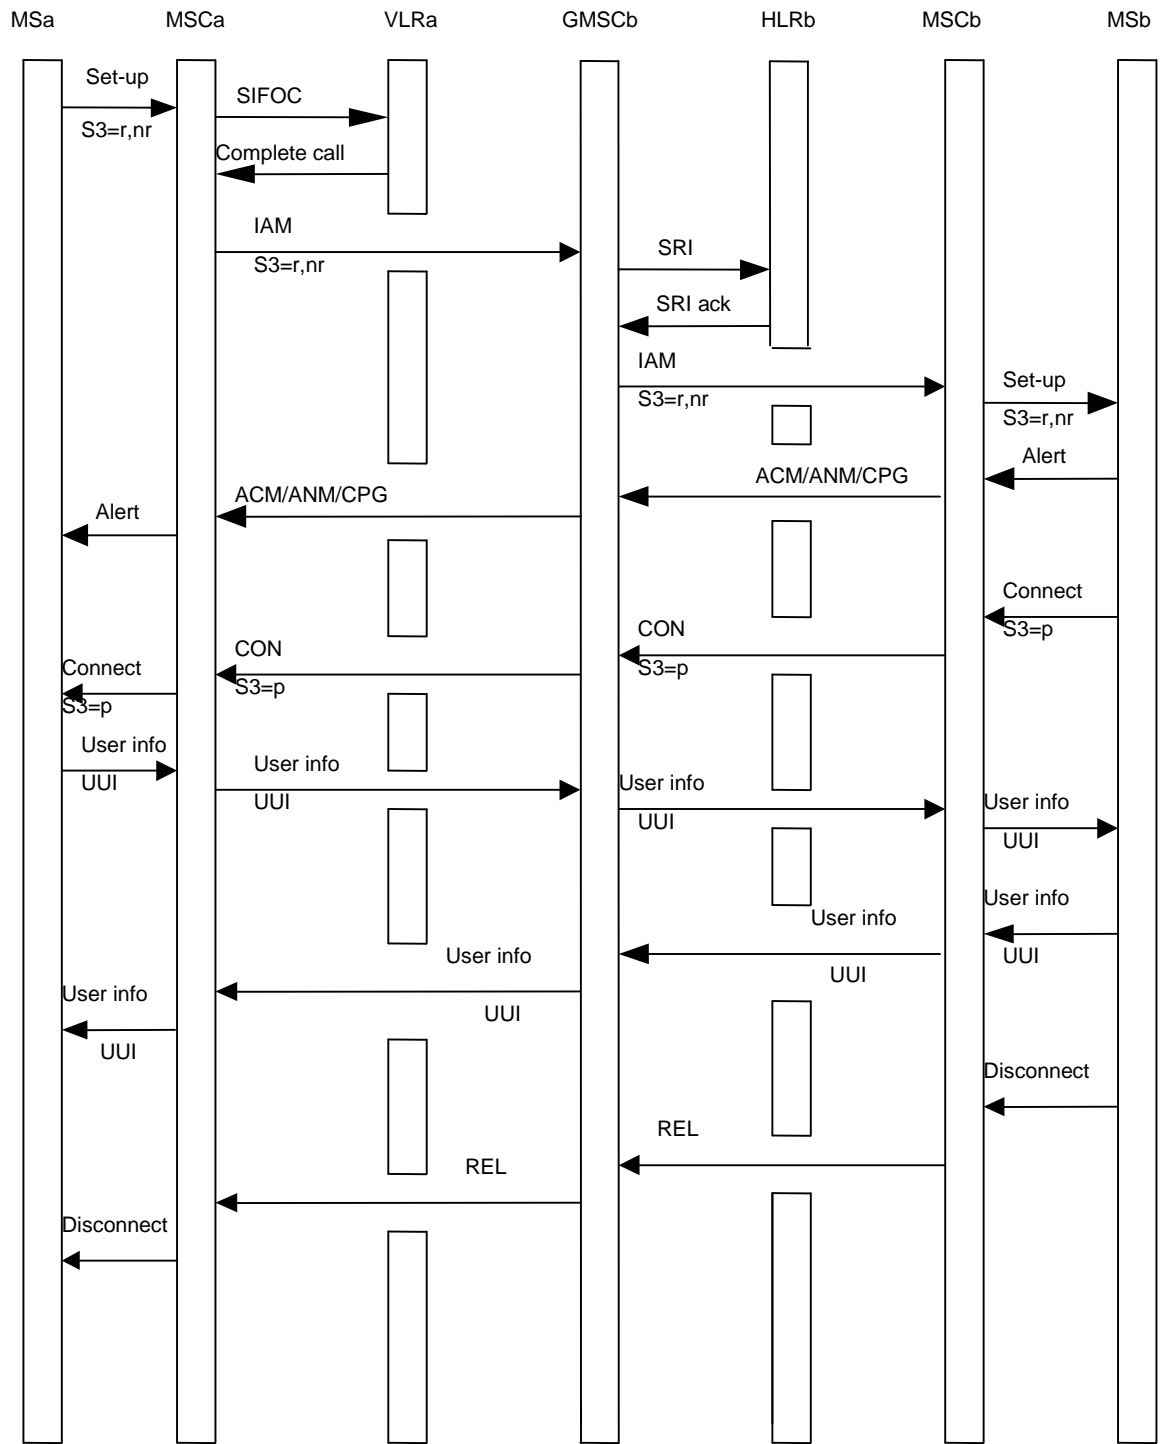 MSa
MSCa
VLRa
GMSCb
HLRb
MSCb
MSb
Set-up
S3=r,nr
SIFOC
Complete call
IAM
S3=r,nr
SRI
SRI ack
IAM
S3=r,nr
Set-up
S3=r,nr
Alert
ACM/ANM/CPG
ACM/ANM/CPG
Alert
Connect
S3=p
CON
S3=p
CON
S3=p
Connect
S3=p
User info
UUI
User info
UUI
User info
UUI
User info
UUI
User info
UUI
User info
UUI
User info
UUI
User info
UUI
Disconnect
REL
REL
Disconnect